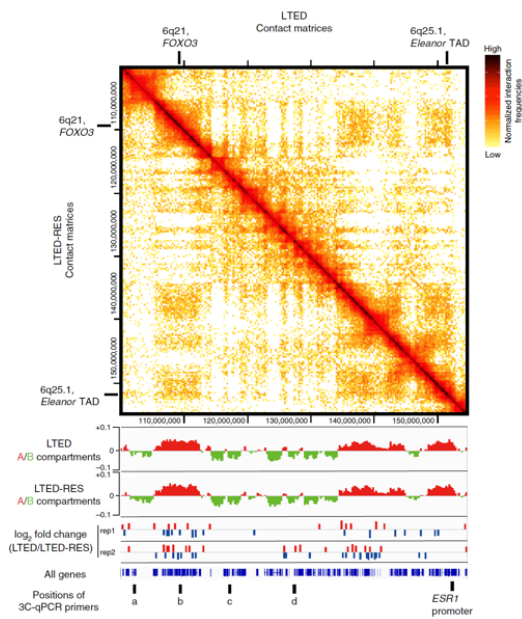 LTED
Contact matrices
6q21,
FOXO3
6q25.1,
Eleanor TAD
High
Low
Normalized interaction
frequencies
6q21,
FOXO3
LTED-RES
Contact matrices
6q25.1,
Eleanor TAD
110,000,000
120,000,000
130,000,000
140,000,000
150,000,000
110,000,000 120,000,000 130,000,000 140,000,000 150,000,000
+0.1
LTED 0
A/B compartments
−0.1
+0.1
LTED-RES 0
A/B compartments
−0.1
log2 fold change rep1
(LTED/LTED-RES)
rep2
All genes
Positions of
3C-qPCR primers
a b c d
ESR1
promoter